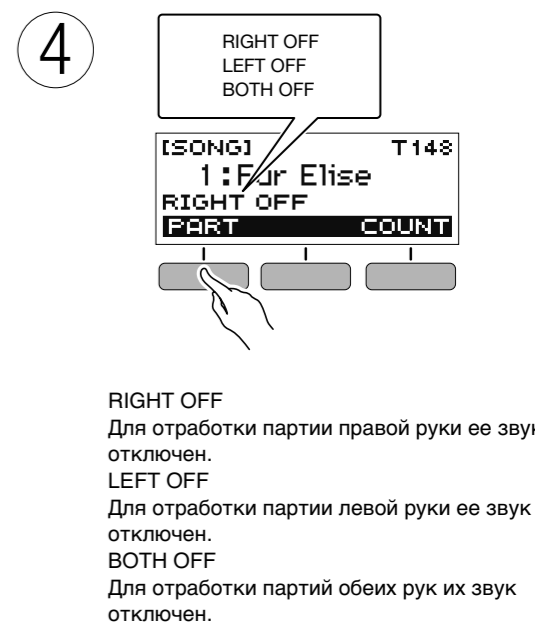 4
RIGHT OFF
LEFT OFF
BOTH OFF
[SONG] T148
1:Fur Elise
RIGHT OFF
PART COUNT
RIGHT OFF
Для отработки партии правой руки ее звук
отключен.
LEFT OFF
Для отработки партии левой руки ее звук
отключен.
BOTH OFF
Для отработки партий обеих рук их звук
отключен.